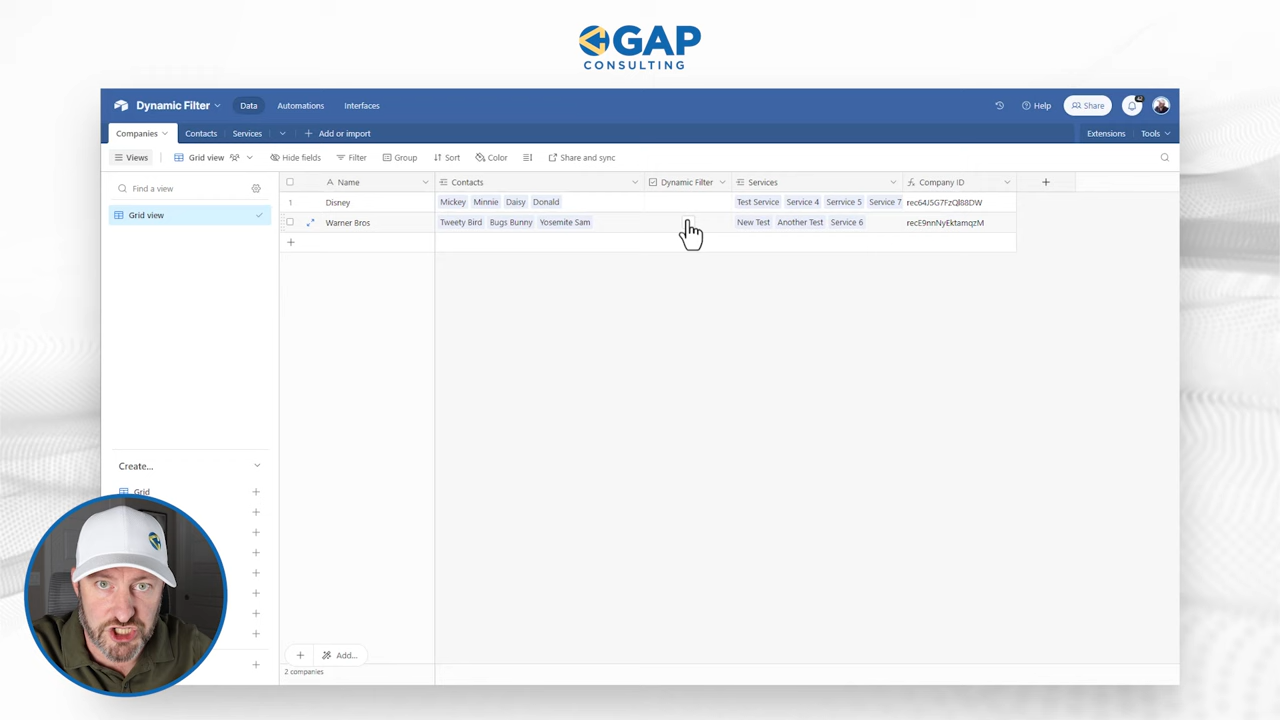 GAP
CONSULTING
Dynamic Filter Data Automations Interfaces Help Share
Companies Contacts Services Add or import Extensions Tools
Views Grid view Hide fields Filter Group Sort Color Share and sync
Find a view
Grid view
Name Contacts Dynamic Filter Services Company ID
1 Disney Mickey Minnie Daisy Donald Test Service Service 4 Service 5 Service 7 rec64J5G7FzQl88DW
Warner Bros Tweety Bird Bugs Bunny Yosemite Sam New Test Another Test Service 6 recE9nnNyEktamqzM
Create...
Grid
Add...
2 companies